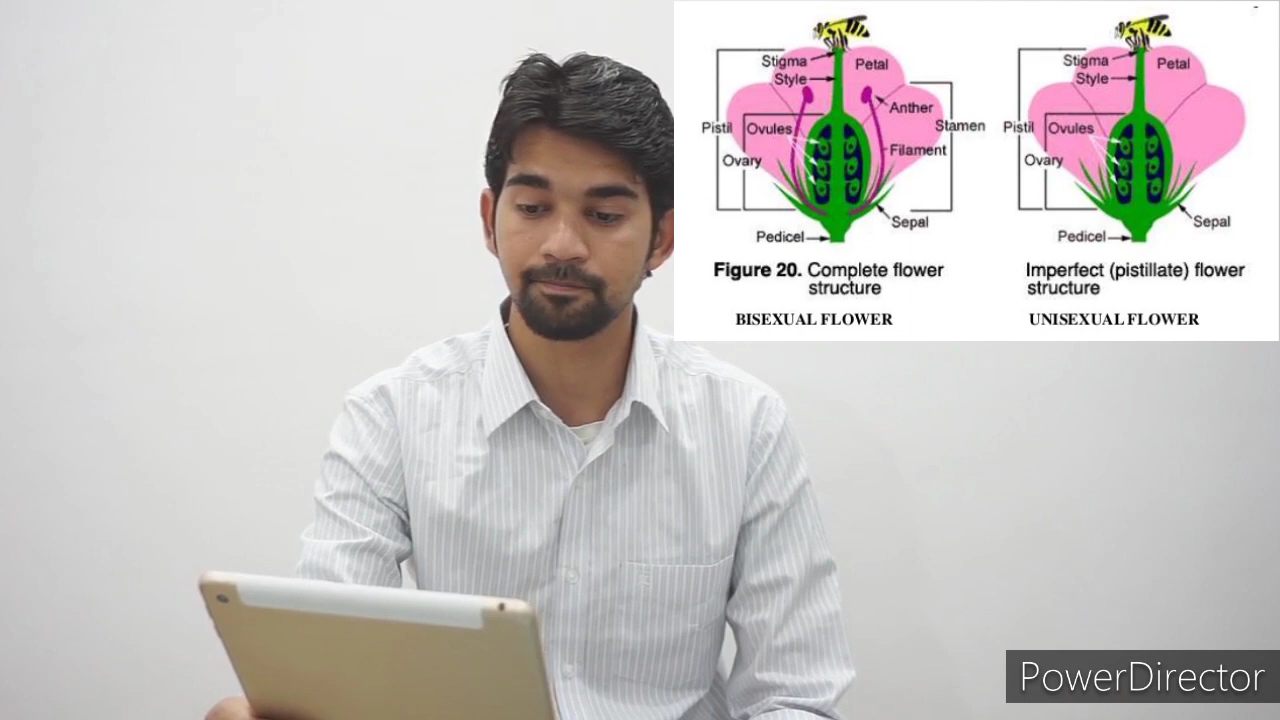 Stigma
Petal
Style
Anther
Pistil
Ovules
Stamen
Filament
Ovary
Sepal
Pedicel
Figure 20. Complete flower
structure
BISEXUAL FLOWER
Stigma
Petal
Style
Pistil
Ovules
Ovary
Sepal
Pedicel
Imperfect (pistillate) flower
structure
UNISEXUAL FLOWER
PowerDirector